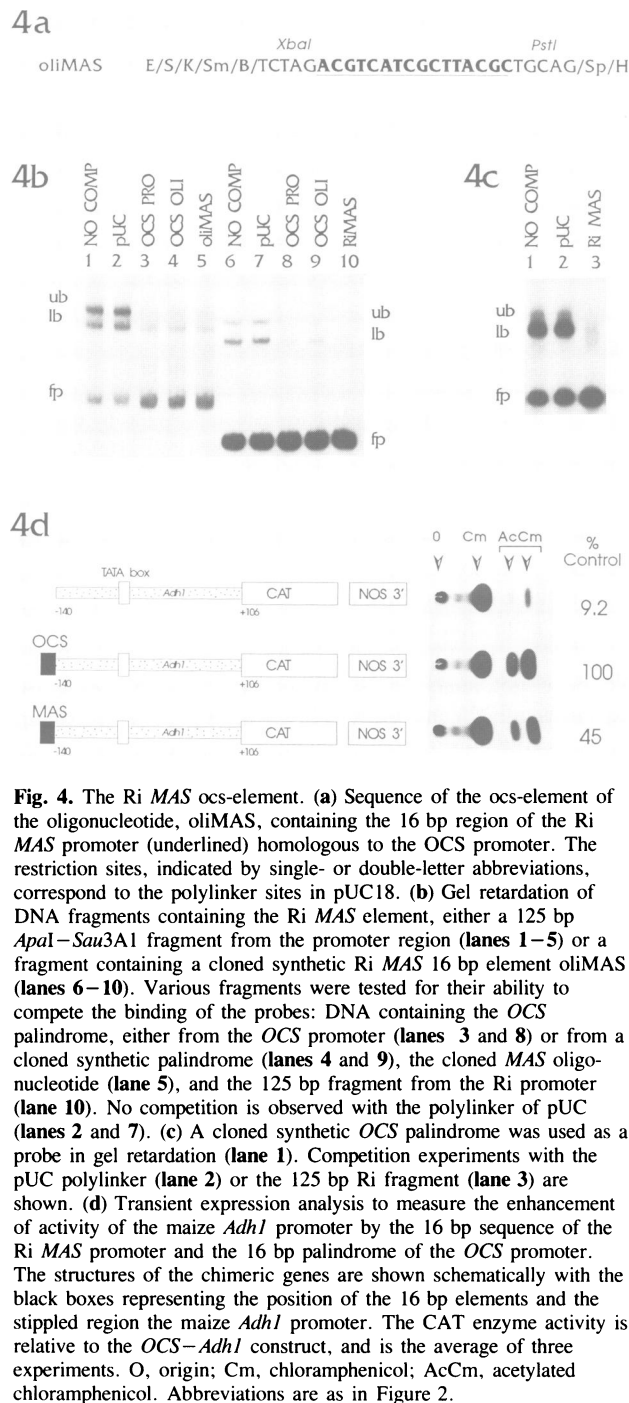 4a
XbaI PstI
oliMAS E/S/K/Sm/B/TCTAGACGTCATCGCTTACGCTGCAG/Sp/H
4b
NO COMP pUC OCS PRO OCS OLI oliMAS NO COMP pUC OCS PRO OCS OLI RiMAS
1 2 3 4 5 6 7 8 9 10
ub
lb
fp
ub
lb
fp
4c
NO COMP pUC Ri MAS
1 2 3
ub
lb
fp
4d
O Cm AcCm % Control
TATA box
Adh1 CAT NOS 3' 9.2
-140 +106
OCS
Adh1 CAT NOS 3' 100
-140 +106
MAS
Adh1 CAT NOS 3' 45
-140 +106
Fig. 4. The Ri MAS ocs-element. (a) Sequence of the ocs-element of
the oligonucleotide, oliMAS, containing the 16 bp region of the Ri
MAS promoter (underlined) homologous to the OCS promoter. The
restriction sites, indicated by single- or double-letter abbreviations,
correspond to the polylinker sites in pUC18. (b) Gel retardation of
DNA fragments containing the Ri MAS element, either a 125 bp
ApaI–Sau3A1 fragment from the promoter region (lanes 1–5) or a
fragment containing a cloned synthetic Ri MAS 16 bp element oliMAS
(lanes 6–10). Various fragments were tested for their ability to
compete the binding of the probes: DNA containing the OCS
palindrome, either from the OCS promoter (lanes 3 and 8) or from a
cloned synthetic palindrome (lanes 4 and 9), the cloned MAS oligo-
nucleotide (lane 5), and the 125 bp fragment from the Ri promoter
(lane 10). No competition is observed with the polylinker of pUC
(lanes 2 and 7). (c) A cloned synthetic OCS palindrome was used as a
probe in gel retardation (lane 1). Competition experiments with the
pUC polylinker (lane 2) or the 125 bp Ri fragment (lane 3) are
shown. (d) Transient expression analysis to measure the enhancement
of activity of the maize Adh1 promoter by the 16 bp sequence of the
Ri MAS promoter and the 16 bp palindrome of the OCS promoter.
The structures of the chimeric genes are shown schematically with the
black boxes representing the position of the 16 bp elements and the
stippled region the maize Adh1 promoter. The CAT enzyme activity is
relative to the OCS–Adh1 construct, and is the average of three
experiments. O, origin; Cm, chloramphenicol; AcCm, acetylated
chloramphenicol. Abbreviations are as in Figure 2.